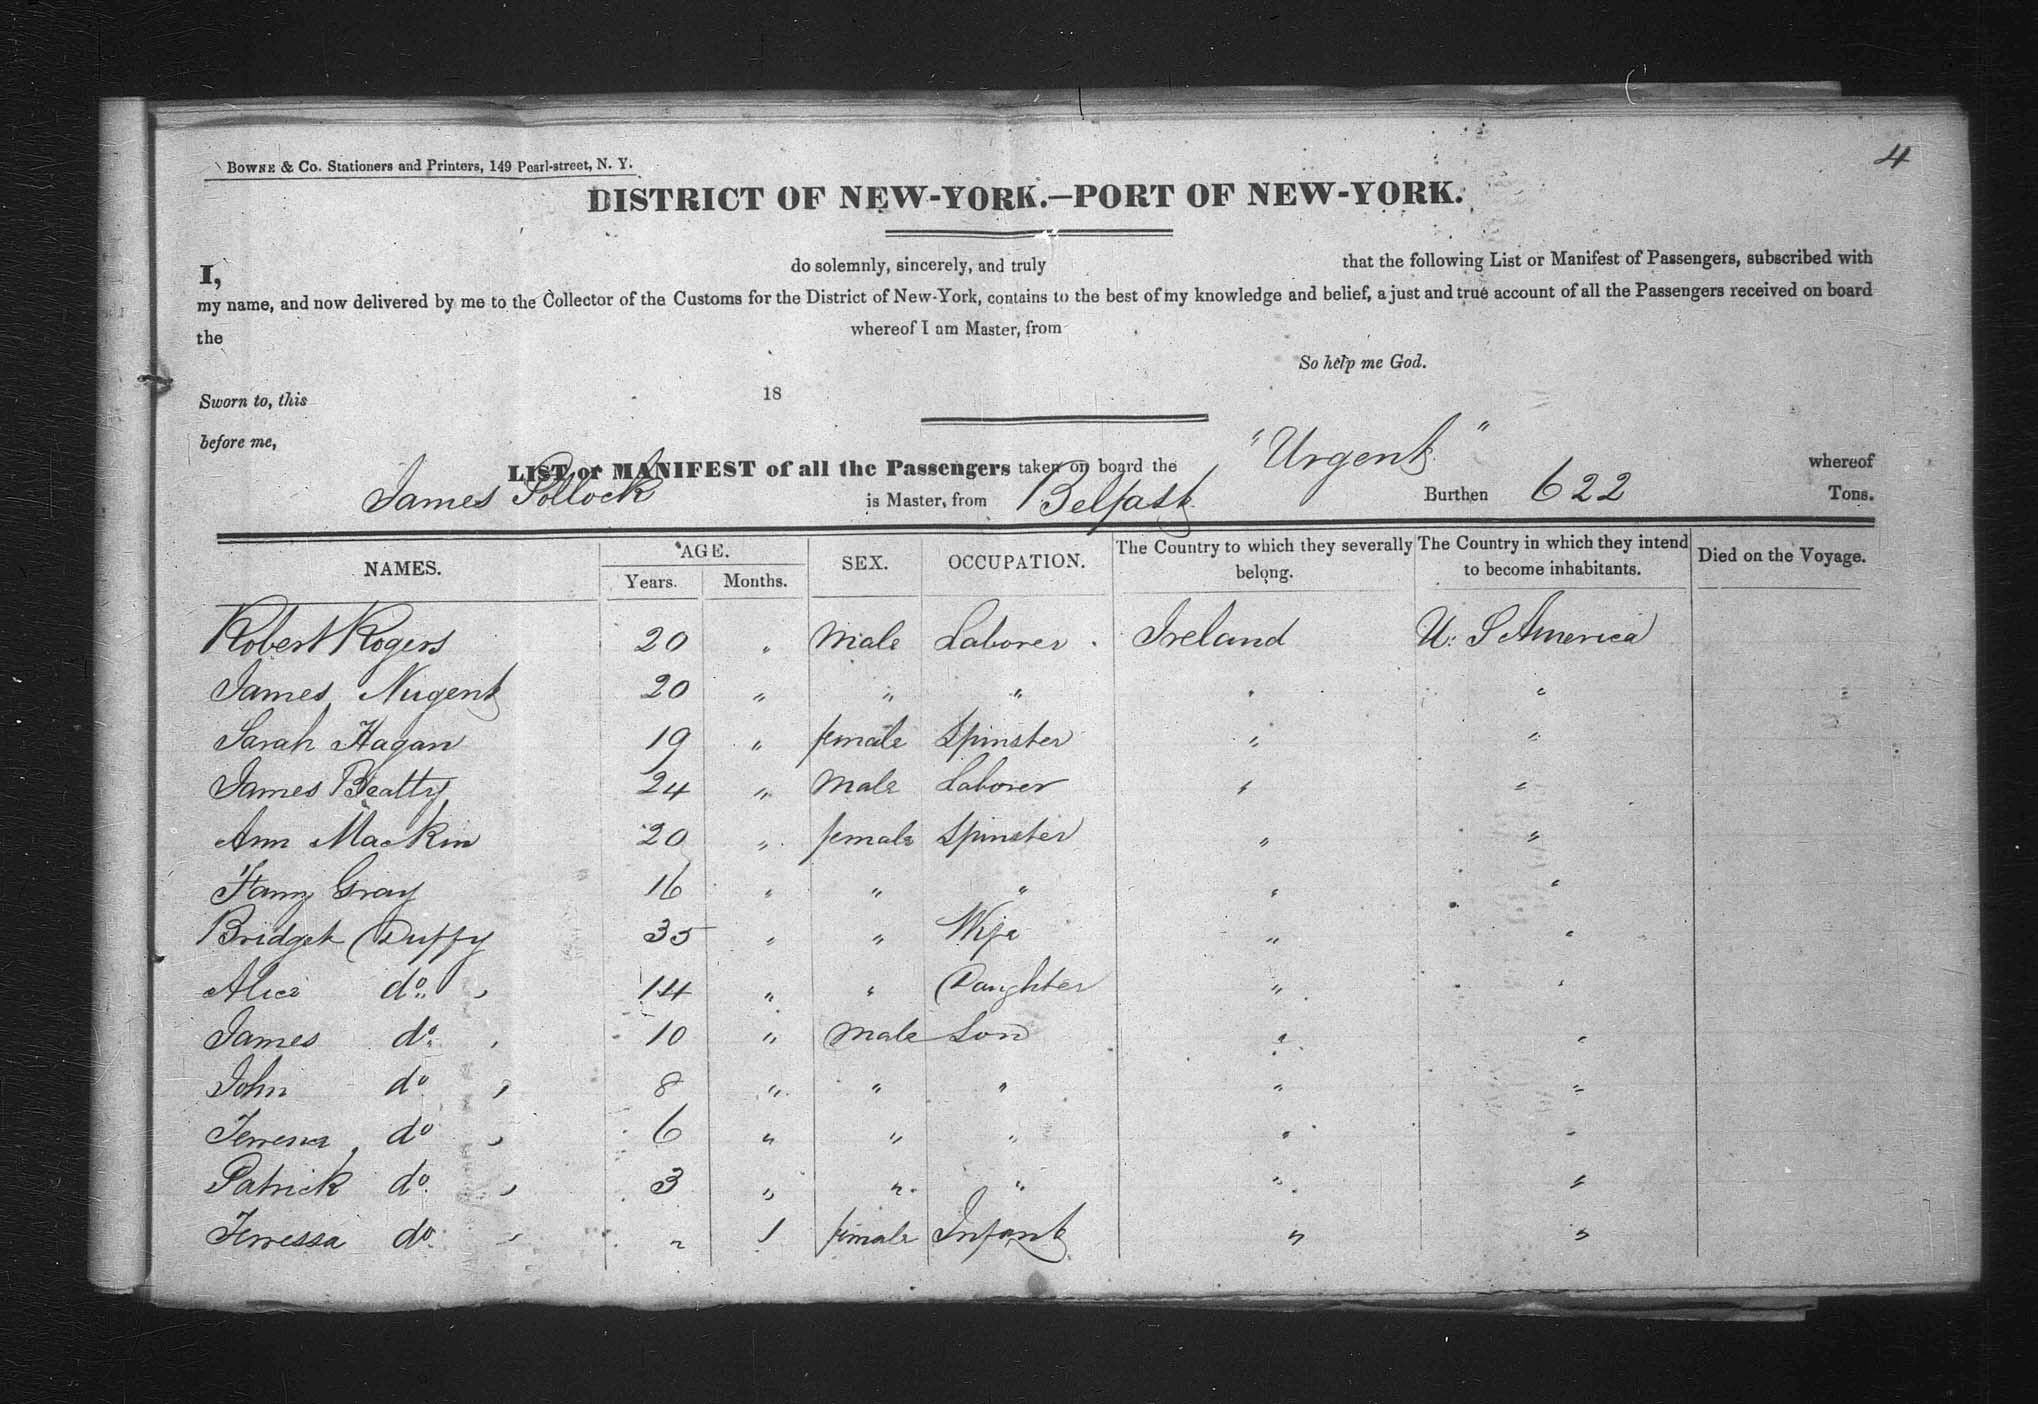 4
BOWNE & CO. Stationers and Printers, 149 Pearl-street, N. Y.
DISTRICT OF NEW-YORK.—PORT OF NEW-YORK.
I, do solemnly, sincerely, and truly that the following List or Manifest of Passengers, subscribed with
my name, and now delivered by me to the Collector of the Customs for the District of New-York, contains to the best of my knowledge and belief, a just and true account of all the Passengers received on board
the whereof I am Master, from
So help me God.
Sworn to, this 18
before me,
LIST or MANIFEST of all the Passengers taken on board the "Urgent" whereof
James Pollock is Master, from Belfast Burthen 622 Tons.
NAMES. AGE. Years. Months. SEX. OCCUPATION. The Country to which they severally belong. The Country in which they intend to become inhabitants. Died on the Voyage.
Robert Rogers 20 " Male Laborer Ireland U. S America
James Nugent 20 " " " " "
Sarah Hagan 19 " female Spinster " "
James Beatty 24 " Male Laborer " "
Ann Mackin 20 " female Spinster " "
Fanny Gray 16 " " " " "
Bridget Duffy 35 " " Wife " "
Alice do " 14 " " Daughter " "
James do " 10 " Male Son " "
John do " 8 " " " " "
do " 6 " " " " "
Patrick do " 3 " " " " "
Terressa do " " 1 female Infant " "